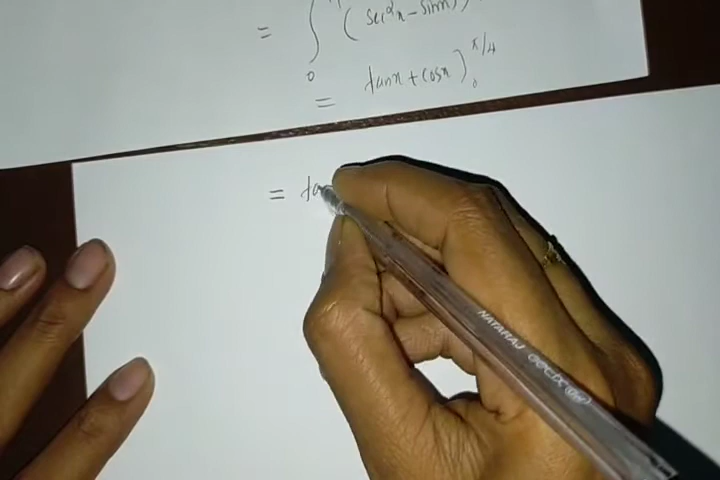 = ∫₀ (sec²x - sinx)
= tanx + cosx )₀^π/4
= ta
NATARAJ